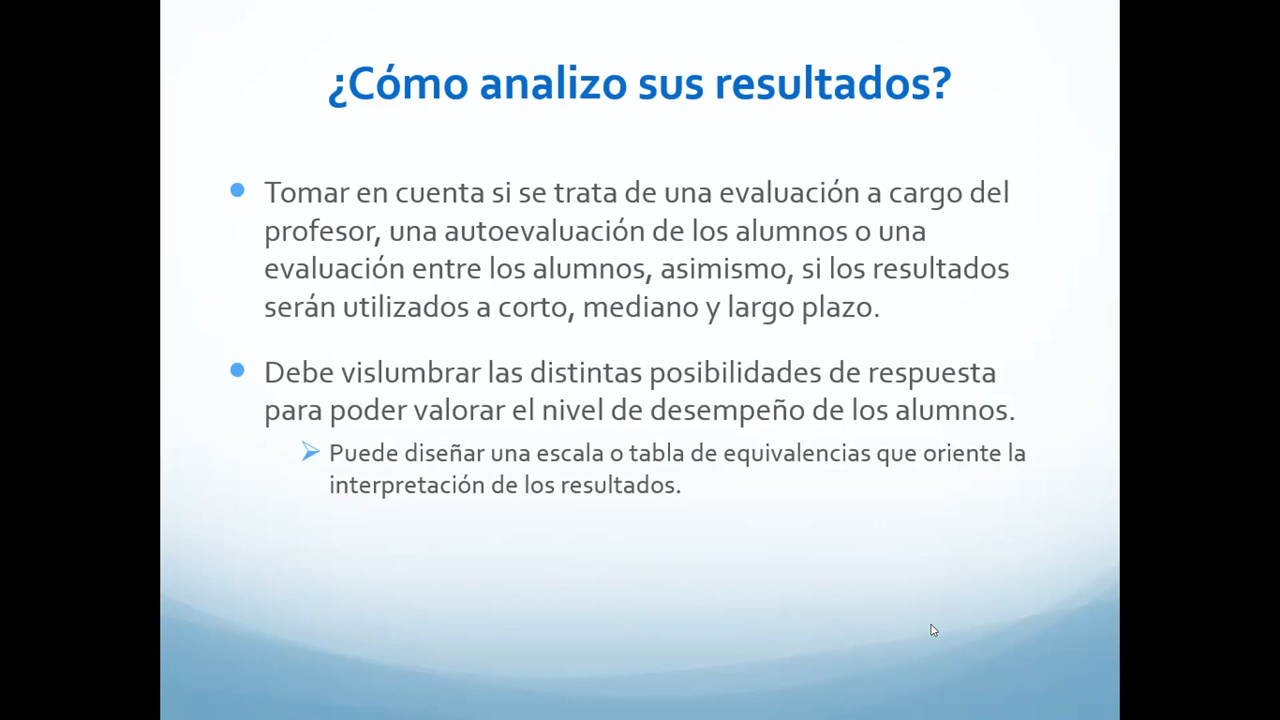 ¿Cómo analizo sus resultados?
Tomar en cuenta si se trata de una evaluación a cargo del
profesor, una autoevaluación de los alumnos o una
evaluación entre los alumnos, asimismo, si los resultados
serán utilizados a corto, mediano y largo plazo.
Debe vislumbrar las distintas posibilidades de respuesta
para poder valorar el nivel de desempeño de los alumnos.
Puede diseñar una escala o tabla de equivalencias que oriente la
interpretación de los resultados.